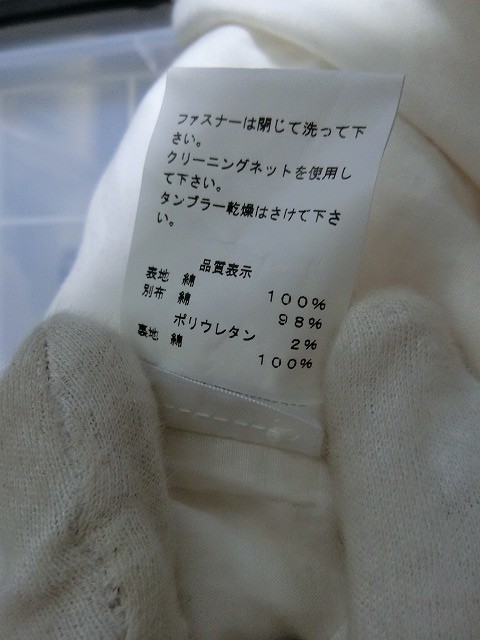 ファスナーは閉じて洗って下
さい。
クリーニングネットを使用し
て下さい。
タンブラー乾燥はさけて下さ
い。
品質表示
表地 綿 100%
別布 綿 98%
ポリウレタン 2%
裏地 綿 100%